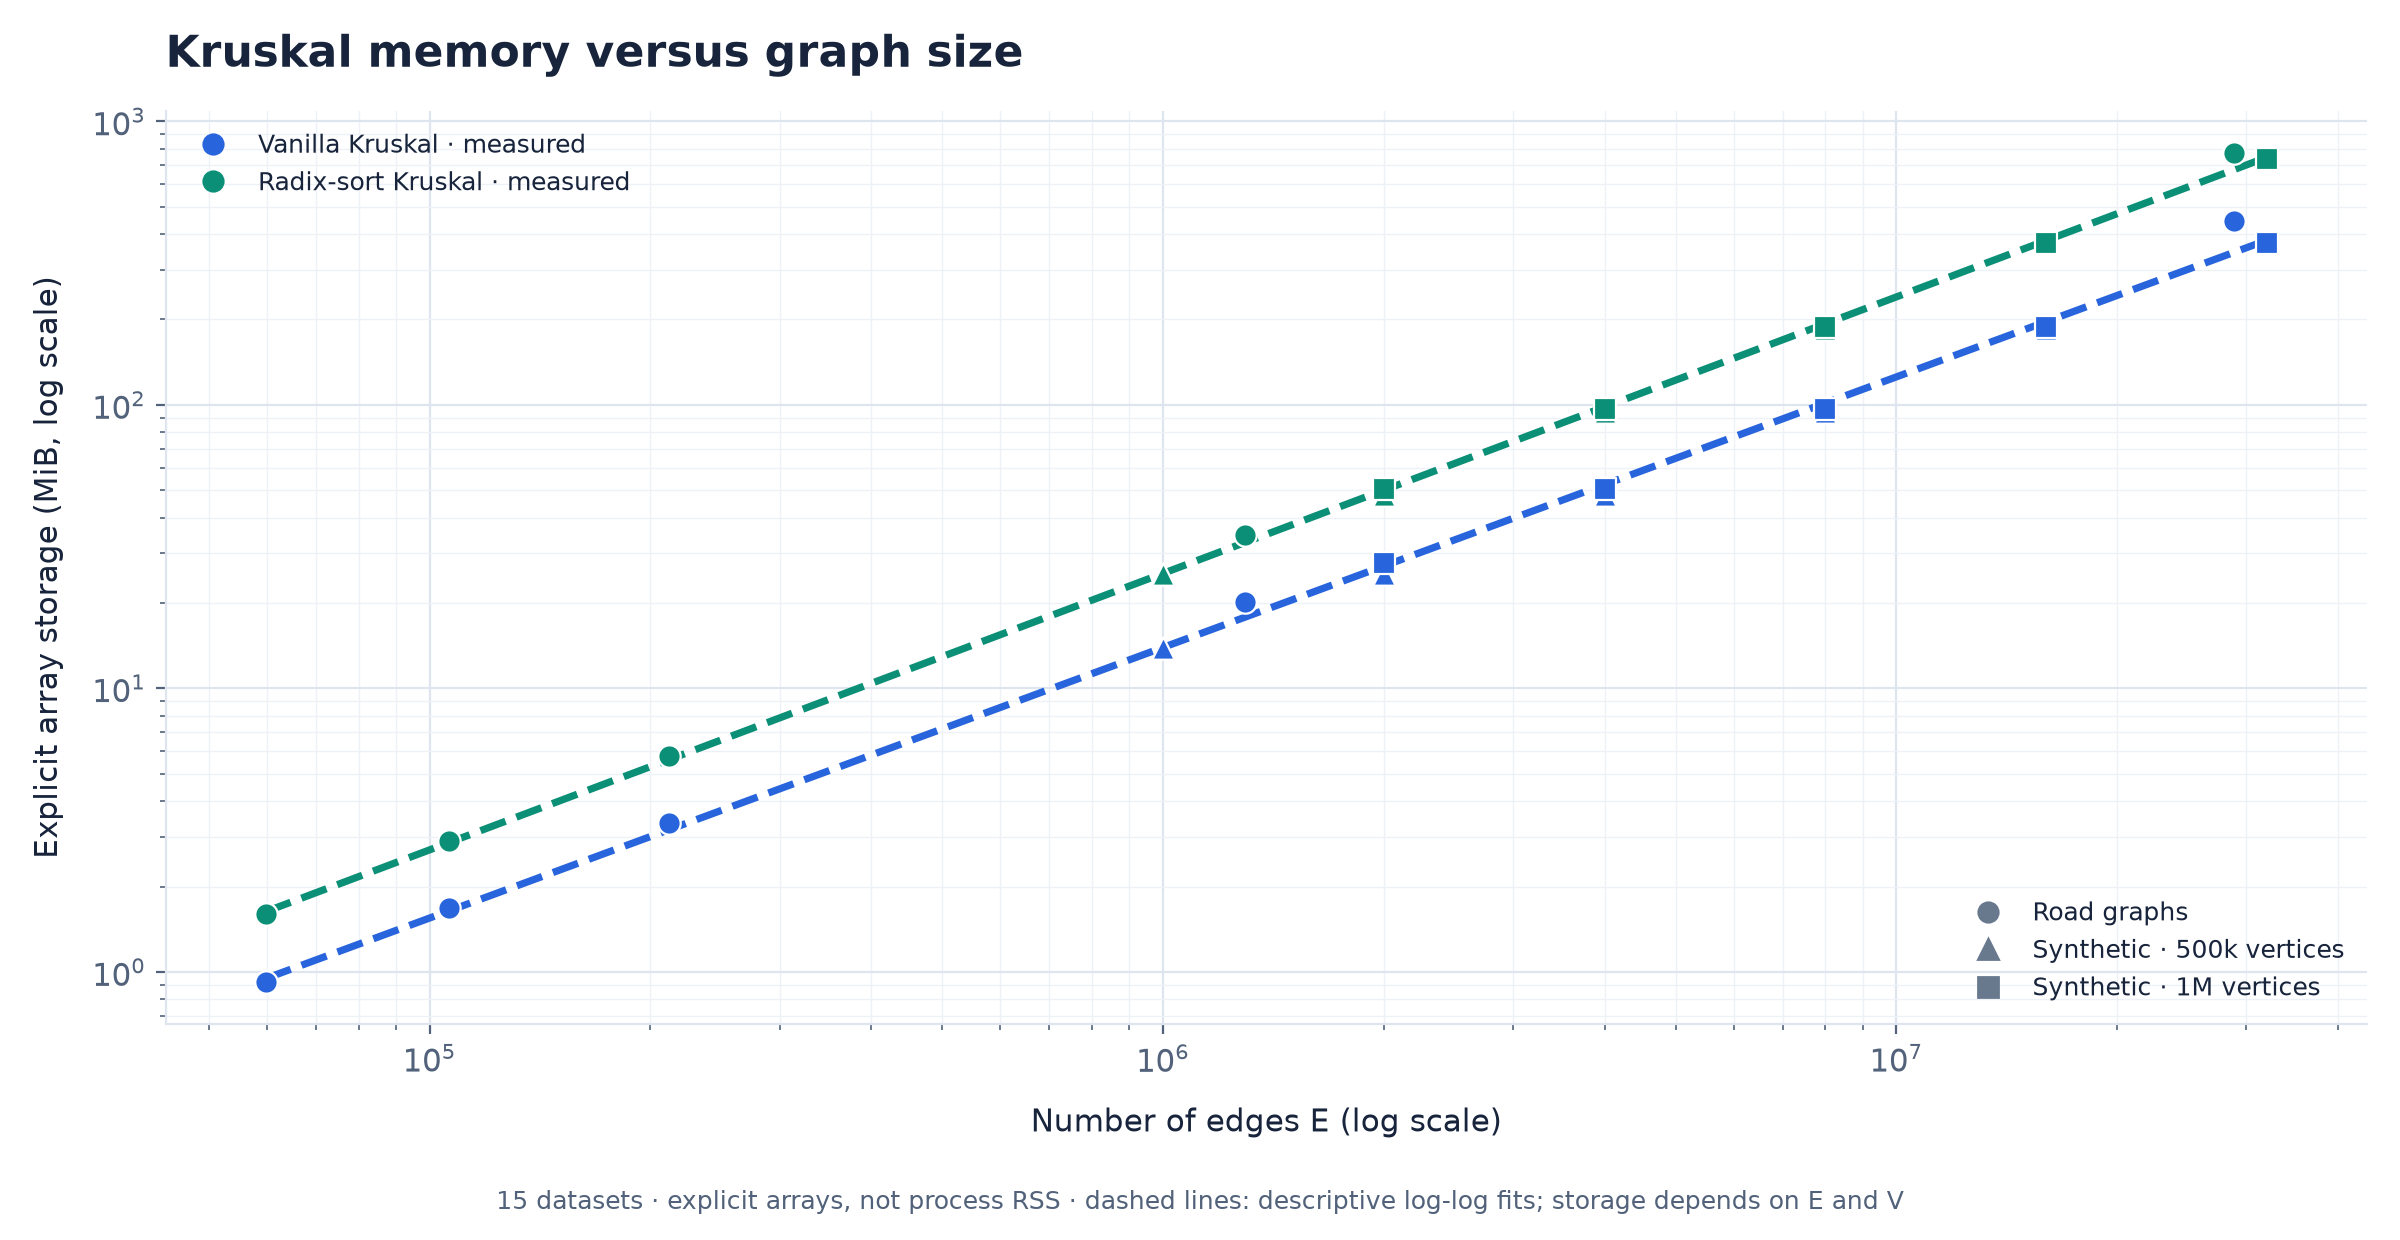 Kruskal memory versus graph size
10³
Vanilla Kruskal · measured
Radix-sort Kruskal · measured
10²
10¹
10⁰
Explicit array storage (MiB, log scale)
Road graphs
Synthetic · 500k vertices
Synthetic · 1M vertices
10⁵
10⁶
10⁷
Number of edges E (log scale)
15 datasets · explicit arrays, not process RSS · dashed lines: descriptive log-log fits; storage depends on E and V